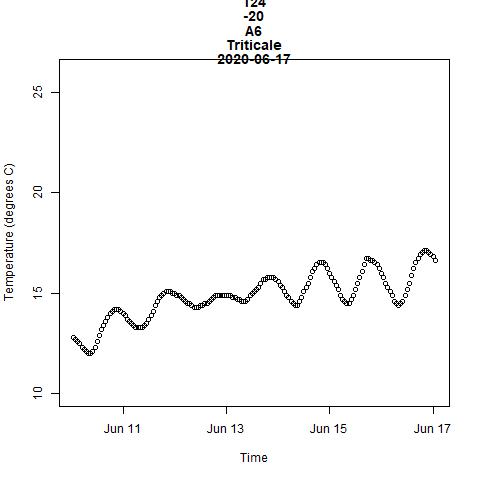 124
-20
A6
Triticale
2020-06-17
Temperature (degrees C)
25
20
15
10
Jun 11
Jun 13
Jun 15
Jun 17
Time